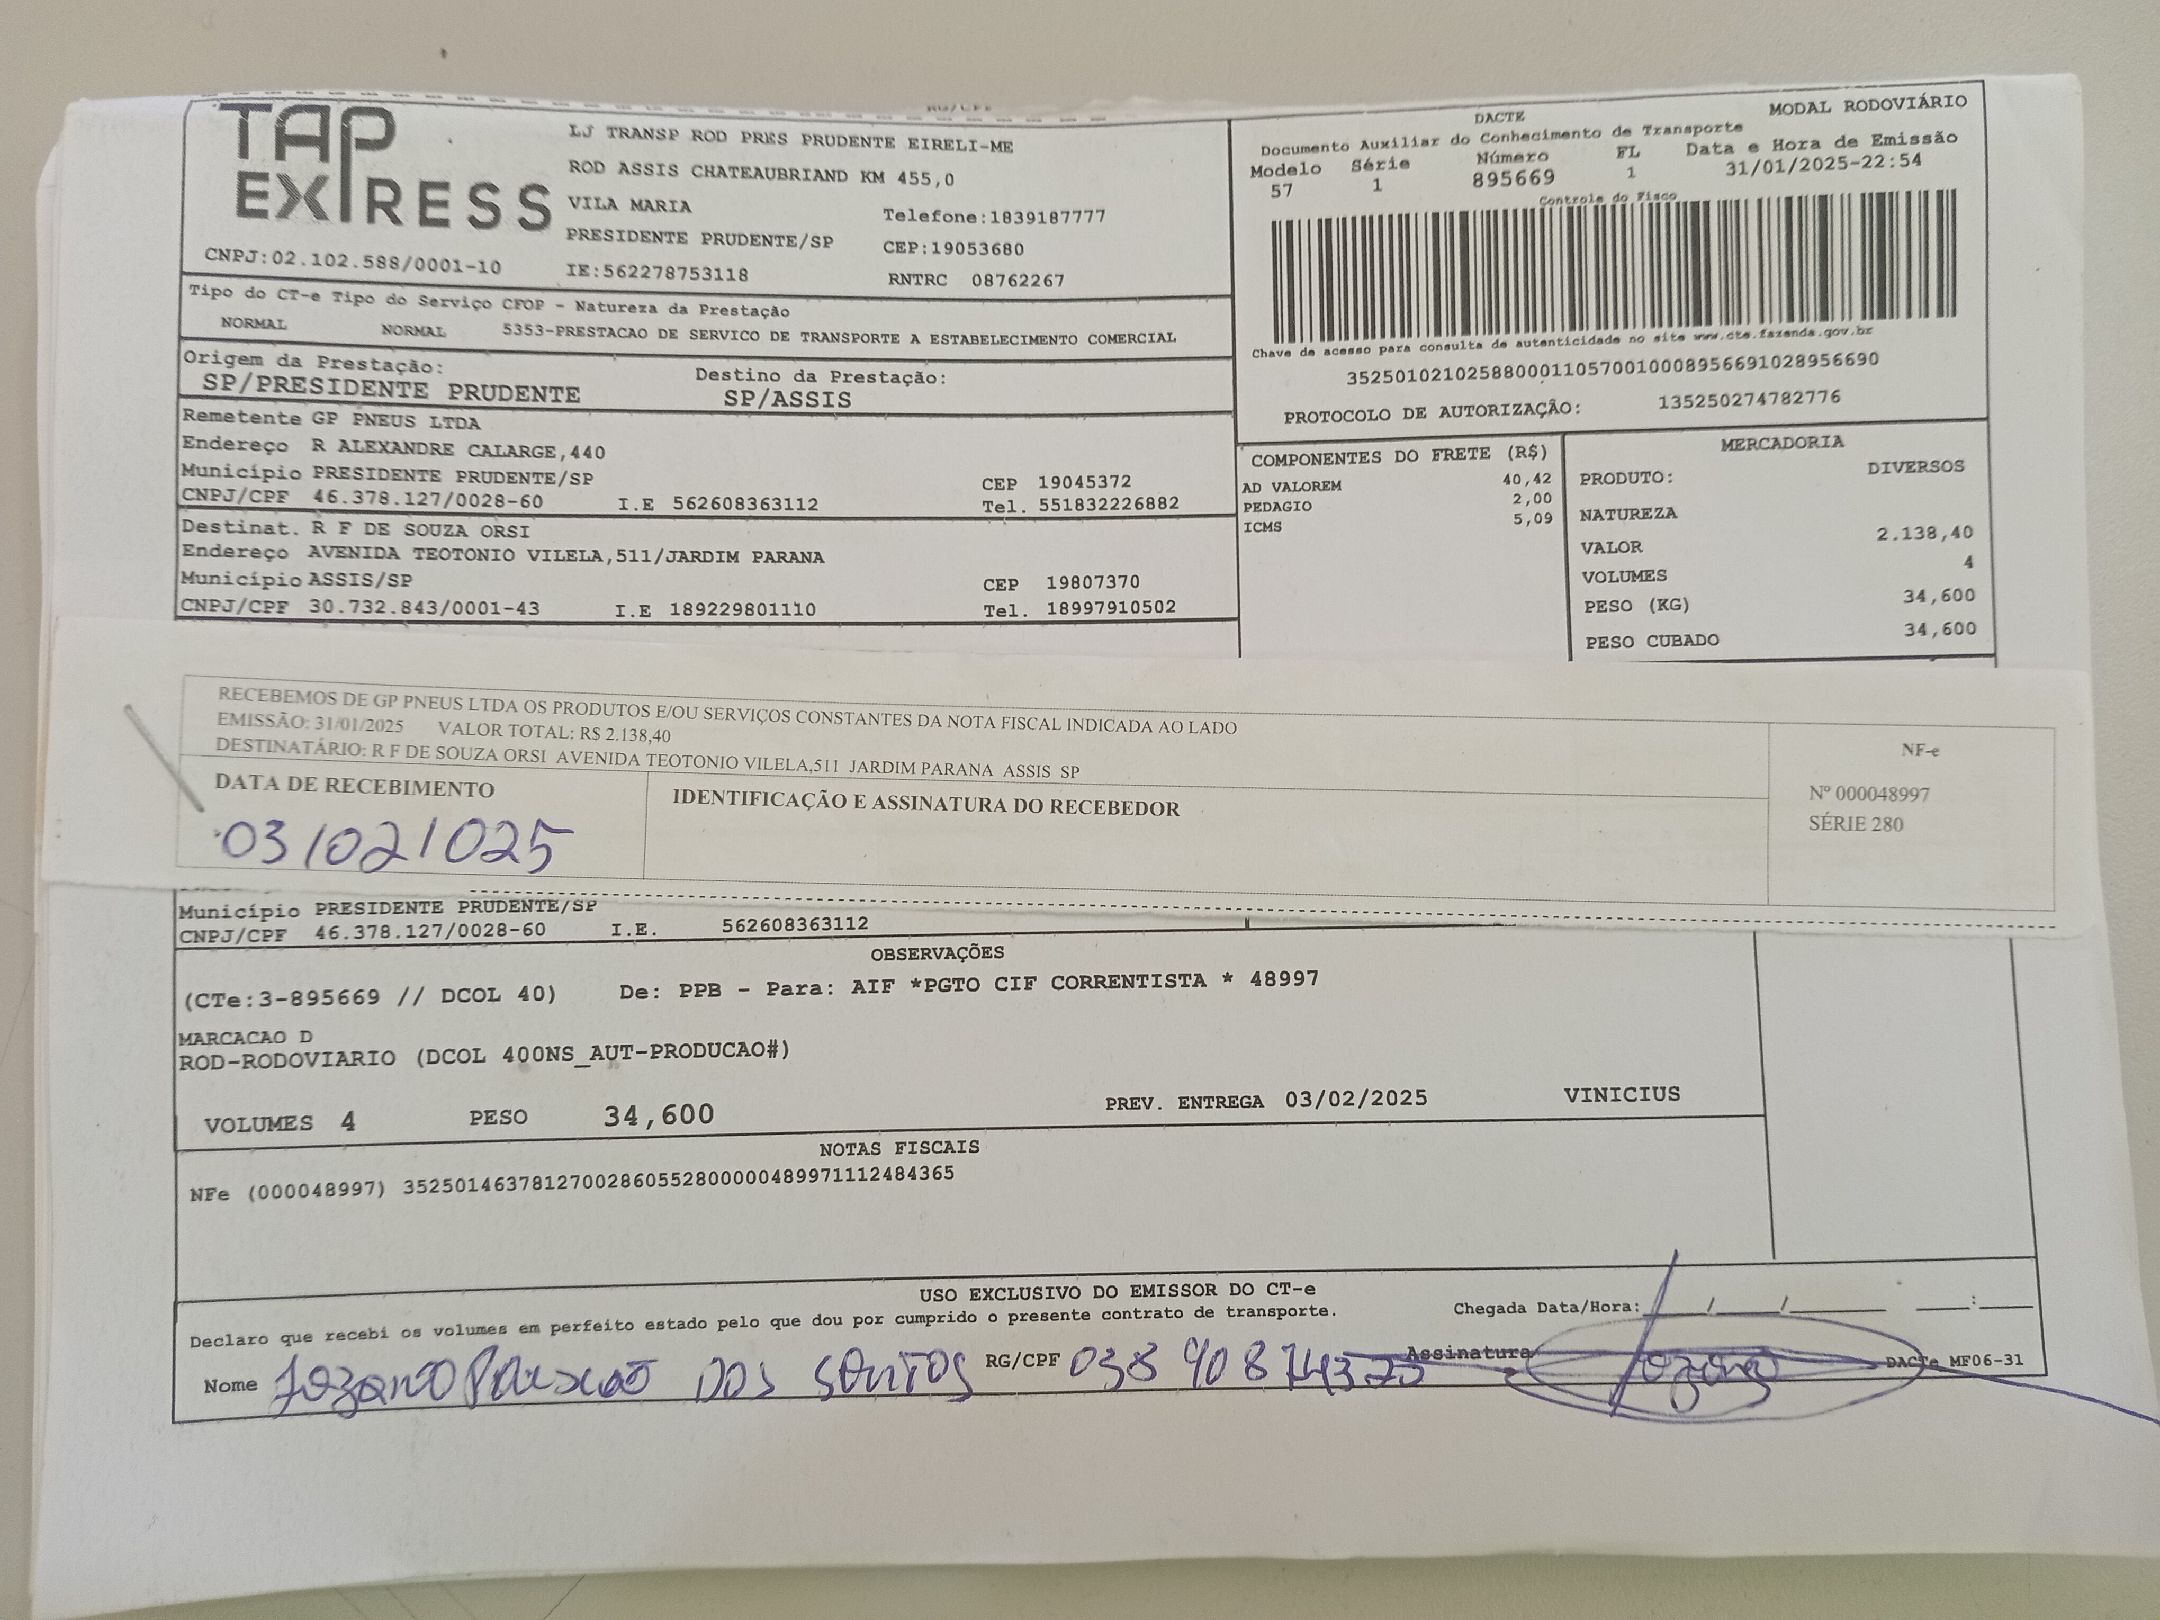 RG/CPF
TAP
EXPRESS
LJ TRANSP ROD PRES PRUDENTE EIRELI-ME
ROD ASSIS CHATEAUBRIAND KM 455,0
VILA MARIA
Telefone:1839187777
PRESIDENTE PRUDENTE/SP
CEP:19053680
CNPJ:02.102.588/0001-10
IE:562278753118
RNTRC 08762267
DACTE
MODAL RODOVIÁRIO
Documento Auxiliar do Conhecimento de Transporte
Modelo Série Número FL Data e Hora de Emissão
57 1 895669 1 31/01/2025-22:54
Controle do Fisco
Chave de acesso para consulta de autenticidade no site www.cte.fazenda.gov.br
35250102102588000110570010008956691028956690
PROTOCOLO DE AUTORIZAÇÃO: 135250274782776
Tipo do CT-e Tipo do Serviço CFOP - Natureza da Prestação
NORMAL NORMAL 5353-PRESTACAO DE SERVICO DE TRANSPORTE A ESTABELECIMENTO COMERCIAL
Origem da Prestação: Destino da Prestação:
SP/PRESIDENTE PRUDENTE SP/ASSIS
Remetente GP PNEUS LTDA
Endereço R ALEXANDRE CALARGE,440
Município PRESIDENTE PRUDENTE/SP CEP 19045372
CNPJ/CPF 46.378.127/0028-60 I.E 562608363112 Tel. 551832226882
Destinat. R F DE SOUZA ORSI
Endereço AVENIDA TEOTONIO VILELA,511/JARDIM PARANA
Município ASSIS/SP CEP 19807370
CNPJ/CPF 30.732.843/0001-43 I.E 189229801110 Tel. 18997910502
COMPONENTES DO FRETE (R$)
AD VALOREM 40,42
PEDAGIO 2,00
ICMS 5,09
MERCADORIA
PRODUTO: DIVERSOS
NATUREZA
VALOR 2.138,40
VOLUMES 4
PESO (KG) 34,600
PESO CUBADO 34,600
RECEBEMOS DE GP PNEUS LTDA OS PRODUTOS E/OU SERVIÇOS CONSTANTES DA NOTA FISCAL INDICADA AO LADO
EMISSÃO: 31/01/2025 VALOR TOTAL: R$ 2.138,40
DESTINATÁRIO: R F DE SOUZA ORSI AVENIDA TEOTONIO VILELA,511 JARDIM PARANA ASSIS SP
DATA DE RECEBIMENTO
IDENTIFICAÇÃO E ASSINATURA DO RECEBEDOR
03/02/025
NF-e
Nº 000048997
SÉRIE 280
Município PRESIDENTE PRUDENTE/SP
CNPJ/CPF 46.378.127/0028-60 I.E. 562608363112
OBSERVAÇÕES
(CTe:3-895669 // DCOL 40) De: PPB - Para: AIF *PGTO CIF CORRENTISTA * 48997
MARCACAO D
ROD-RODOVIARIO (DCOL 400NS_AUT-PRODUCAO#)
VOLUMES 4 PESO 34,600 PREV. ENTREGA 03/02/2025 VINICIUS
NOTAS FISCAIS
NFe (000048997) 35250146378127002860552800000489971112484365
USO EXCLUSIVO DO EMISSOR DO CT-e
Declaro que recebi os volumes em perfeito estado pelo que dou por cumprido o presente contrato de transporte.
Chegada Data/Hora:____/____/____ ____:____
Nome Dos Santos RG/CPF Assinatura DACTe MF06-31